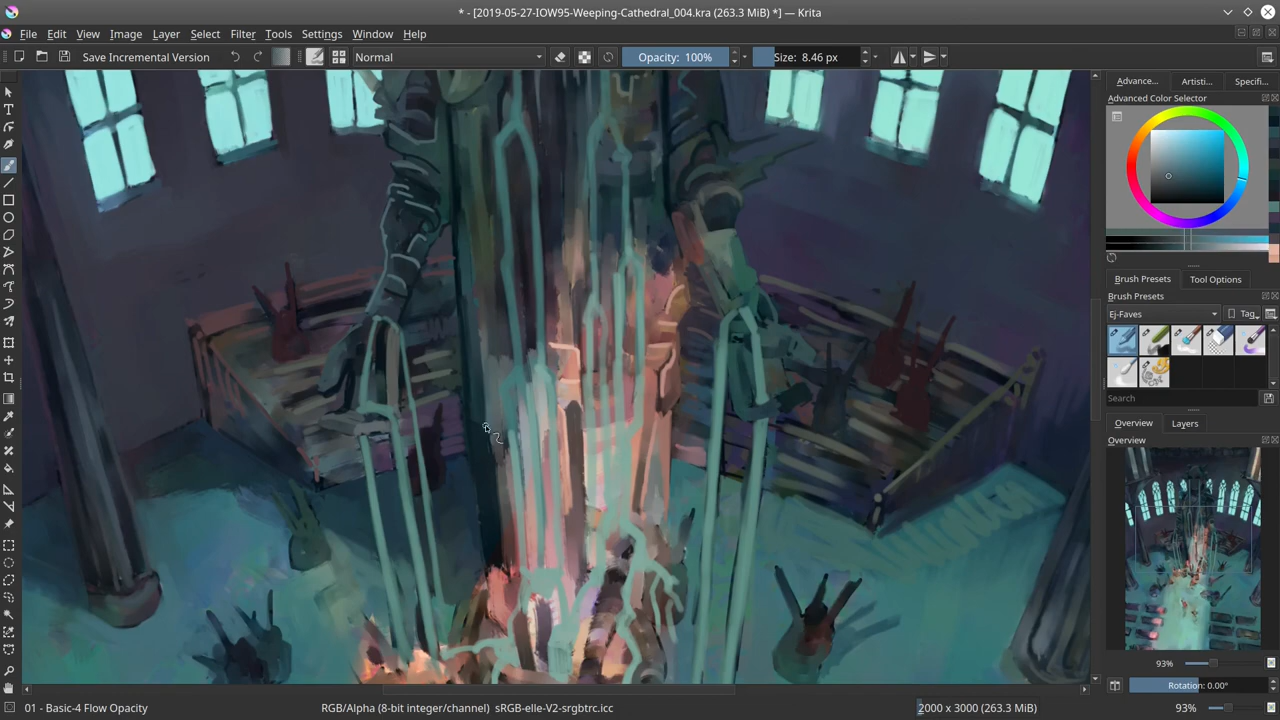 * - [2019-05-27-IOW95-Weeping-Cathedral_004.kra (263.3 MiB) *] — Krita
File Edit View Image Layer Select Filter Tools Settings Window Help
Save Incremental Version Normal Opacity: 100% Size: 8.46 px
Advance... Artisti... Specifi...
Advanced Color Selector
Brush Presets Tool Options
Brush Presets
Ej-Faves Tag
Search
Overview Layers
Overview
93%
Rotation: 0.00°
01 - Basic-4 Flow Opacity RGB/Alpha (8-bit integer/channel) sRGB-elle-V2-srgbtrc.icc 2000 x 3000 (263.3 MiB) 93%